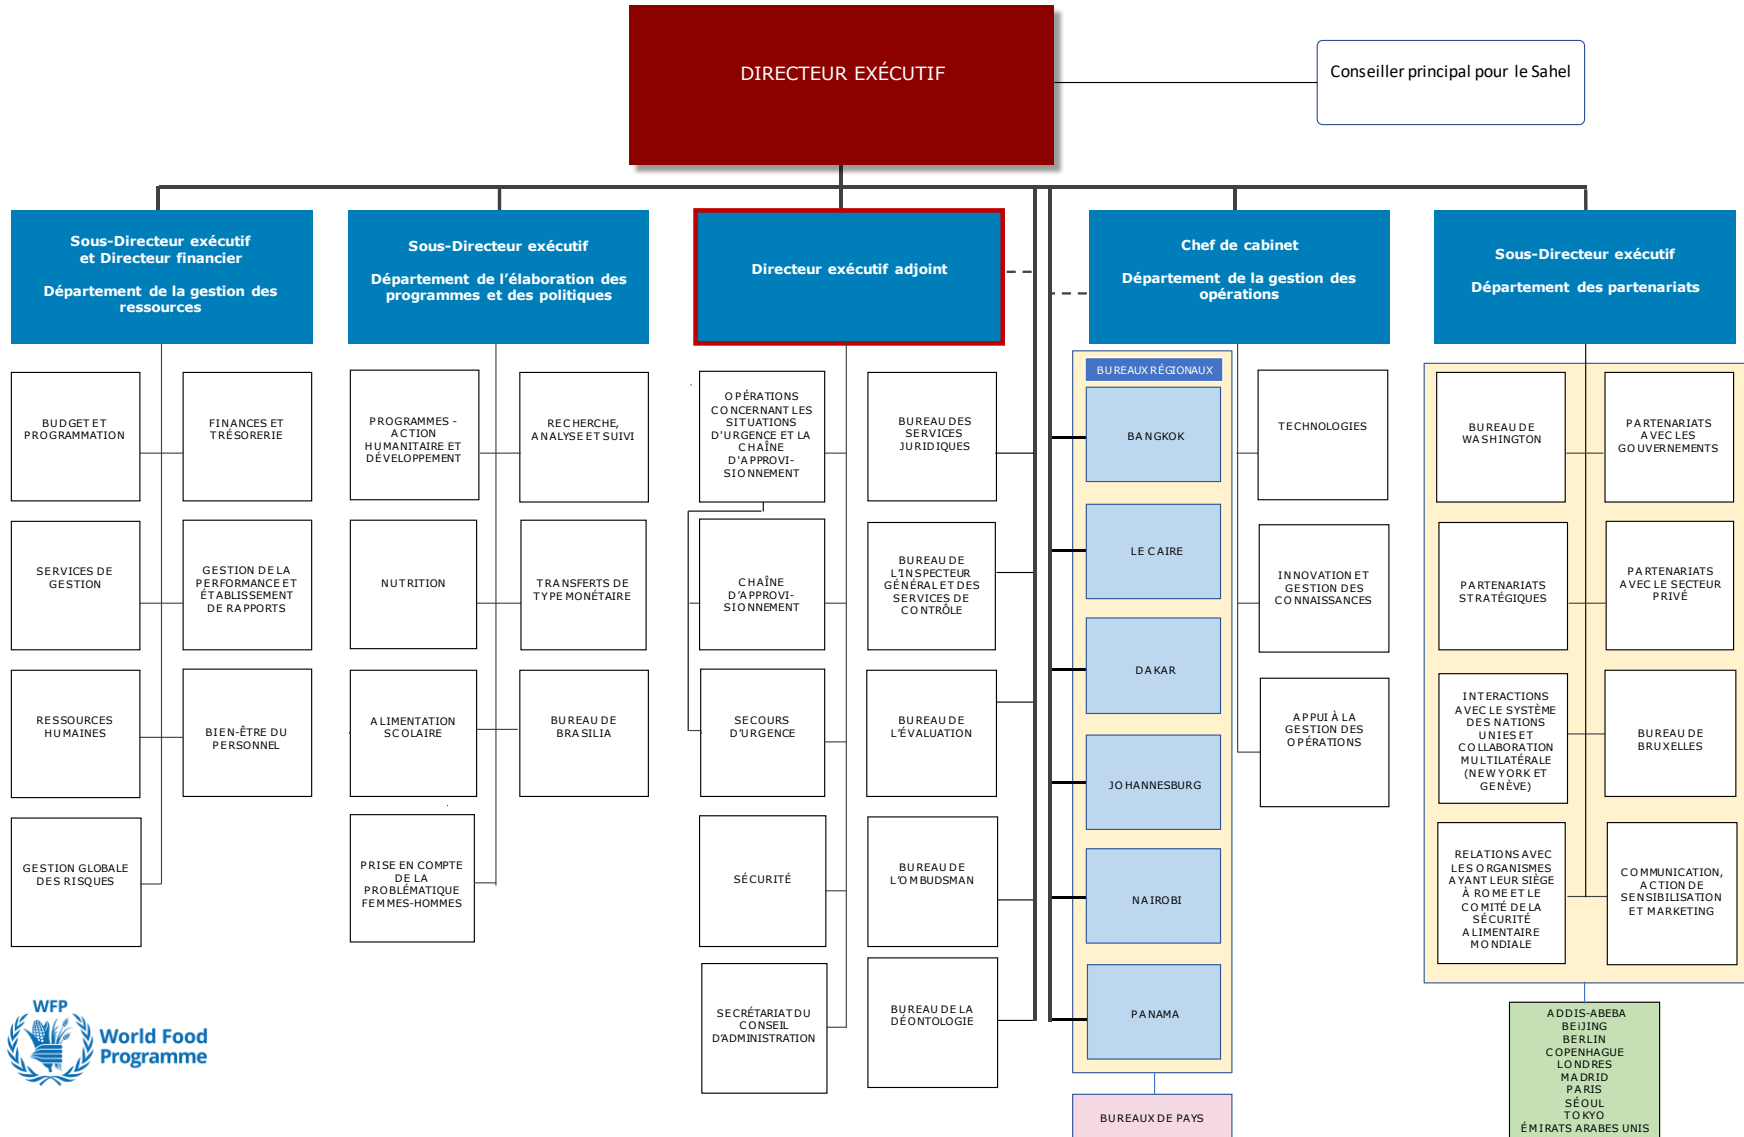 DIRECTEUR EXÉCUTIF
Conseiller principal pour le Sahel
Sous-Directeur exécutif
et Directeur financier
Département de la gestion des
ressources
Sous-Directeur exécutif
Département de l'élaboration des
programmes et des politiques
Directeur exécutif adjoint
Chef de cabinet
Département de la gestion des
opérations
Sous-Directeur exécutif
Département des partenariats
BUDGET ET
PROGRAMMATION
FINANCES ET
TRÉSORERIE
SERVICES DE
GESTION
GESTION DE LA
PERFORMANCE ET
ÉTABLISSEMENT
DE RAPPORTS
RESSOURCES
HUMAINES
BIEN-ÊTRE DU
PERSONNEL
GESTION GLOBALE
DES RISQUES
PROGRAMMES -
ACTION
HUMANITAIRE ET
DÉVELOPPEMENT
RECHERCHE,
ANALYSE ET SUIVI
NUTRITION
TRANSFERTS DE
TYPE MONÉTAIRE
ALIMENTATION
SCOLAIRE
BUREAU DE
BRASILIA
PRISE EN COMPTE
DE LA
PROBLÉMATIQUE
FEMMES-HOMMES
OPÉRATIONS
CONCERNANT LES
SITUATIONS
D'URGENCE ET LA
CHAÎNE
D'APPROVI-
SIONNEMENT
BUREAU DES
SERVICES
JURIDIQUES
CHAÎNE
D'APPROVI-
SIONNEMENT
BUREAU DE
L'INSPECTEUR
GÉNÉRAL ET DES
SERVICES DE
CONTRÔLE
SECOURS
D'URGENCE
BUREAU DE
L'ÉVALUATION
SÉCURITÉ
BUREAU DE
L'OMBUDSMAN
SECRÉTARIAT DU
CONSEIL
D'ADMINISTRATION
BUREAU DE LA
DÉONTOLOGIE
BUREAUX RÉGIONAUX
BANGKOK
LE CAIRE
DAKAR
JOHANNESBURG
NAIROBI
PANAMA
BUREAUX DE PAYS
TECHNOLOGIES
INNOVATION ET
GESTION DES
CONNAISSANCES
APPUI À LA
GESTION DES
OPÉRATIONS
BUREAU DE
WASHINGTON
PARTENARIATS
AVEC LES
GOUVERNEMENTS
PARTENARIATS
STRATÉGIQUES
PARTENARIATS
AVEC LE SECTEUR
PRIVÉ
INTERACTIONS
AVEC LE SYSTÈME
DES NATIONS
UNIES ET
COLLABORATION
MULTILATÉRALE
(NEW YORK ET
GENÈVE)
BUREAU DE
BRUXELLES
RELATIONS AVEC
LES ORGANISMES
AYANT LEUR SIÈGE
À ROME ET LE
COMITÉ DE LA
SÉCURITÉ
ALIMENTAIRE
MONDIALE
COMMUNICATION,
ACTION DE
SENSIBILISATION
ET MARKETING
ADDIS-ABEBA
BEIJING
BERLIN
COPENHAGUE
LONDRES
MADRID
PARIS
SÉOUL
TOKYO
ÉMIRATS ARABES UNIS
WFP
World Food
Programme